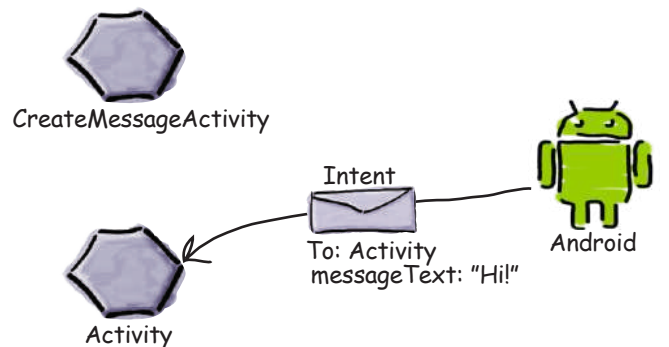 CreateMessageActivity
Intent
To: Activity
messageText: "Hi!"
Android
Activity